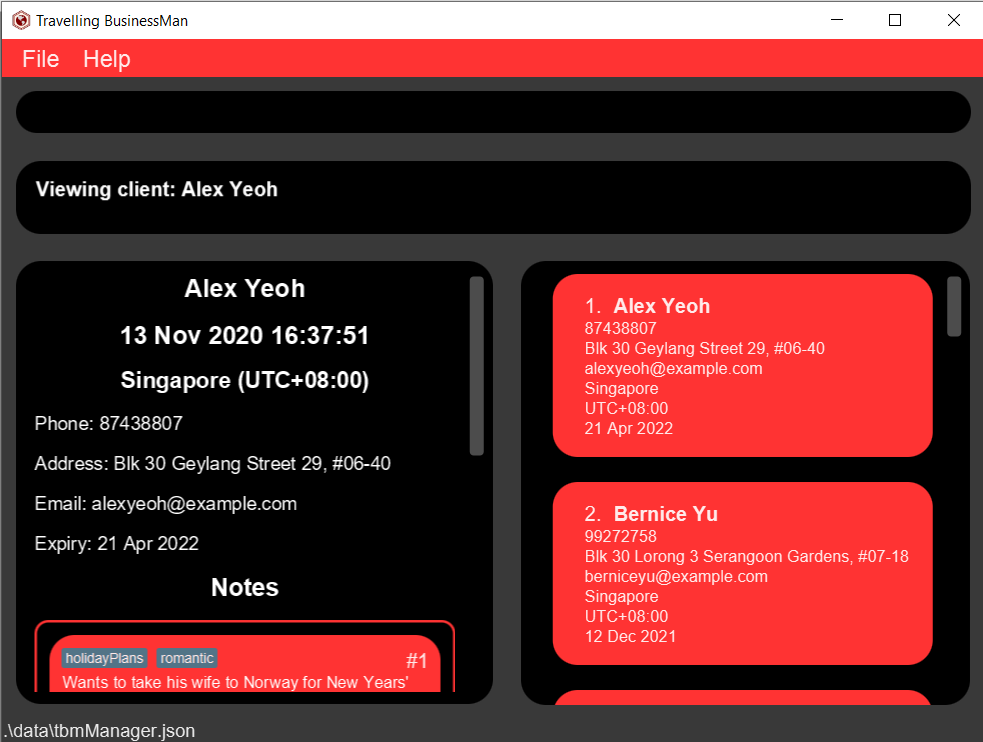 Travelling BusinessMan
File Help
Viewing client: Alex Yeoh
Alex Yeoh
13 Nov 2020 16:37:51
Singapore (UTC+08:00)
Phone: 87438807
Address: Blk 30 Geylang Street 29, #06-40
Email: alexyeoh@example.com
Expiry: 21 Apr 2022
Notes
holidayPlans romantic #1
Wants to take his wife to Norway for New Years'
1. Alex Yeoh
87438807
Blk 30 Geylang Street 29, #06-40
alexyeoh@example.com
Singapore
UTC+08:00
21 Apr 2022
2. Bernice Yu
99272758
Blk 30 Lorong 3 Serangoon Gardens, #07-18
berniceyu@example.com
Singapore
UTC+08:00
12 Dec 2021
.\data\tbmManager.json